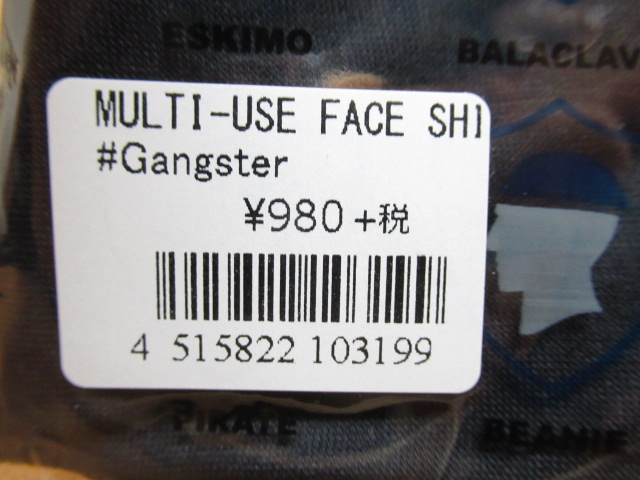 ESKIMO
BALACLAV
MULTI-USE FACE SHI
#Gangster
¥980 +税
4 515822 103199
PIRATE
BEANIE